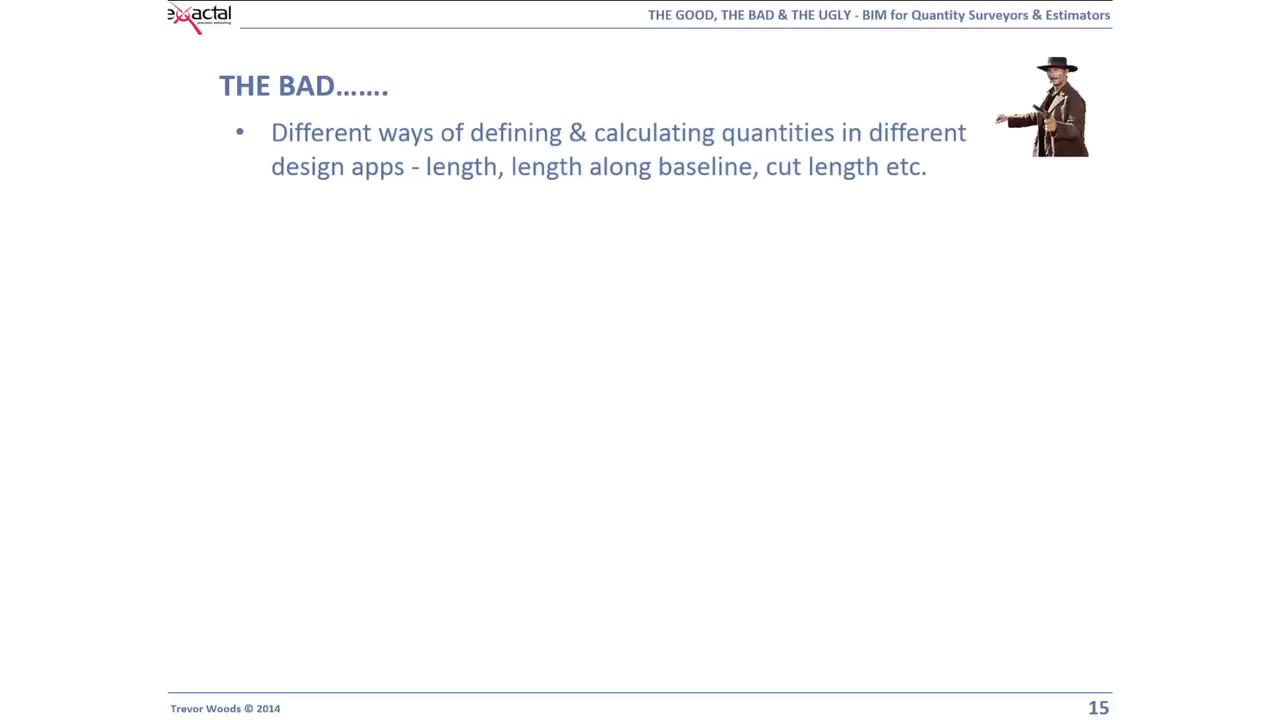 exactal
THE GOOD, THE BAD & THE UGLY - BIM for Quantity Surveyors & Estimators
THE BAD…….
• Different ways of defining & calculating quantities in different
design apps - length, length along baseline, cut length etc.
Trevor Woods © 2014
15